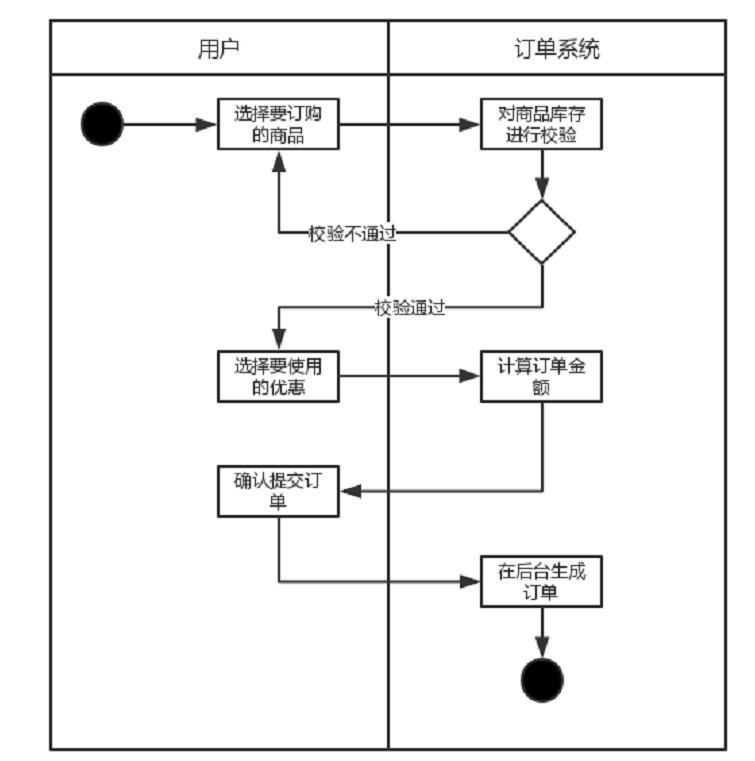 用户
订单系统
选择要订购
的商品
对商品库存
进行校验
校验不通过
校验通过
选择要使用
的优惠
计算订单金
额
确认提交订
单
在后台生成
订单